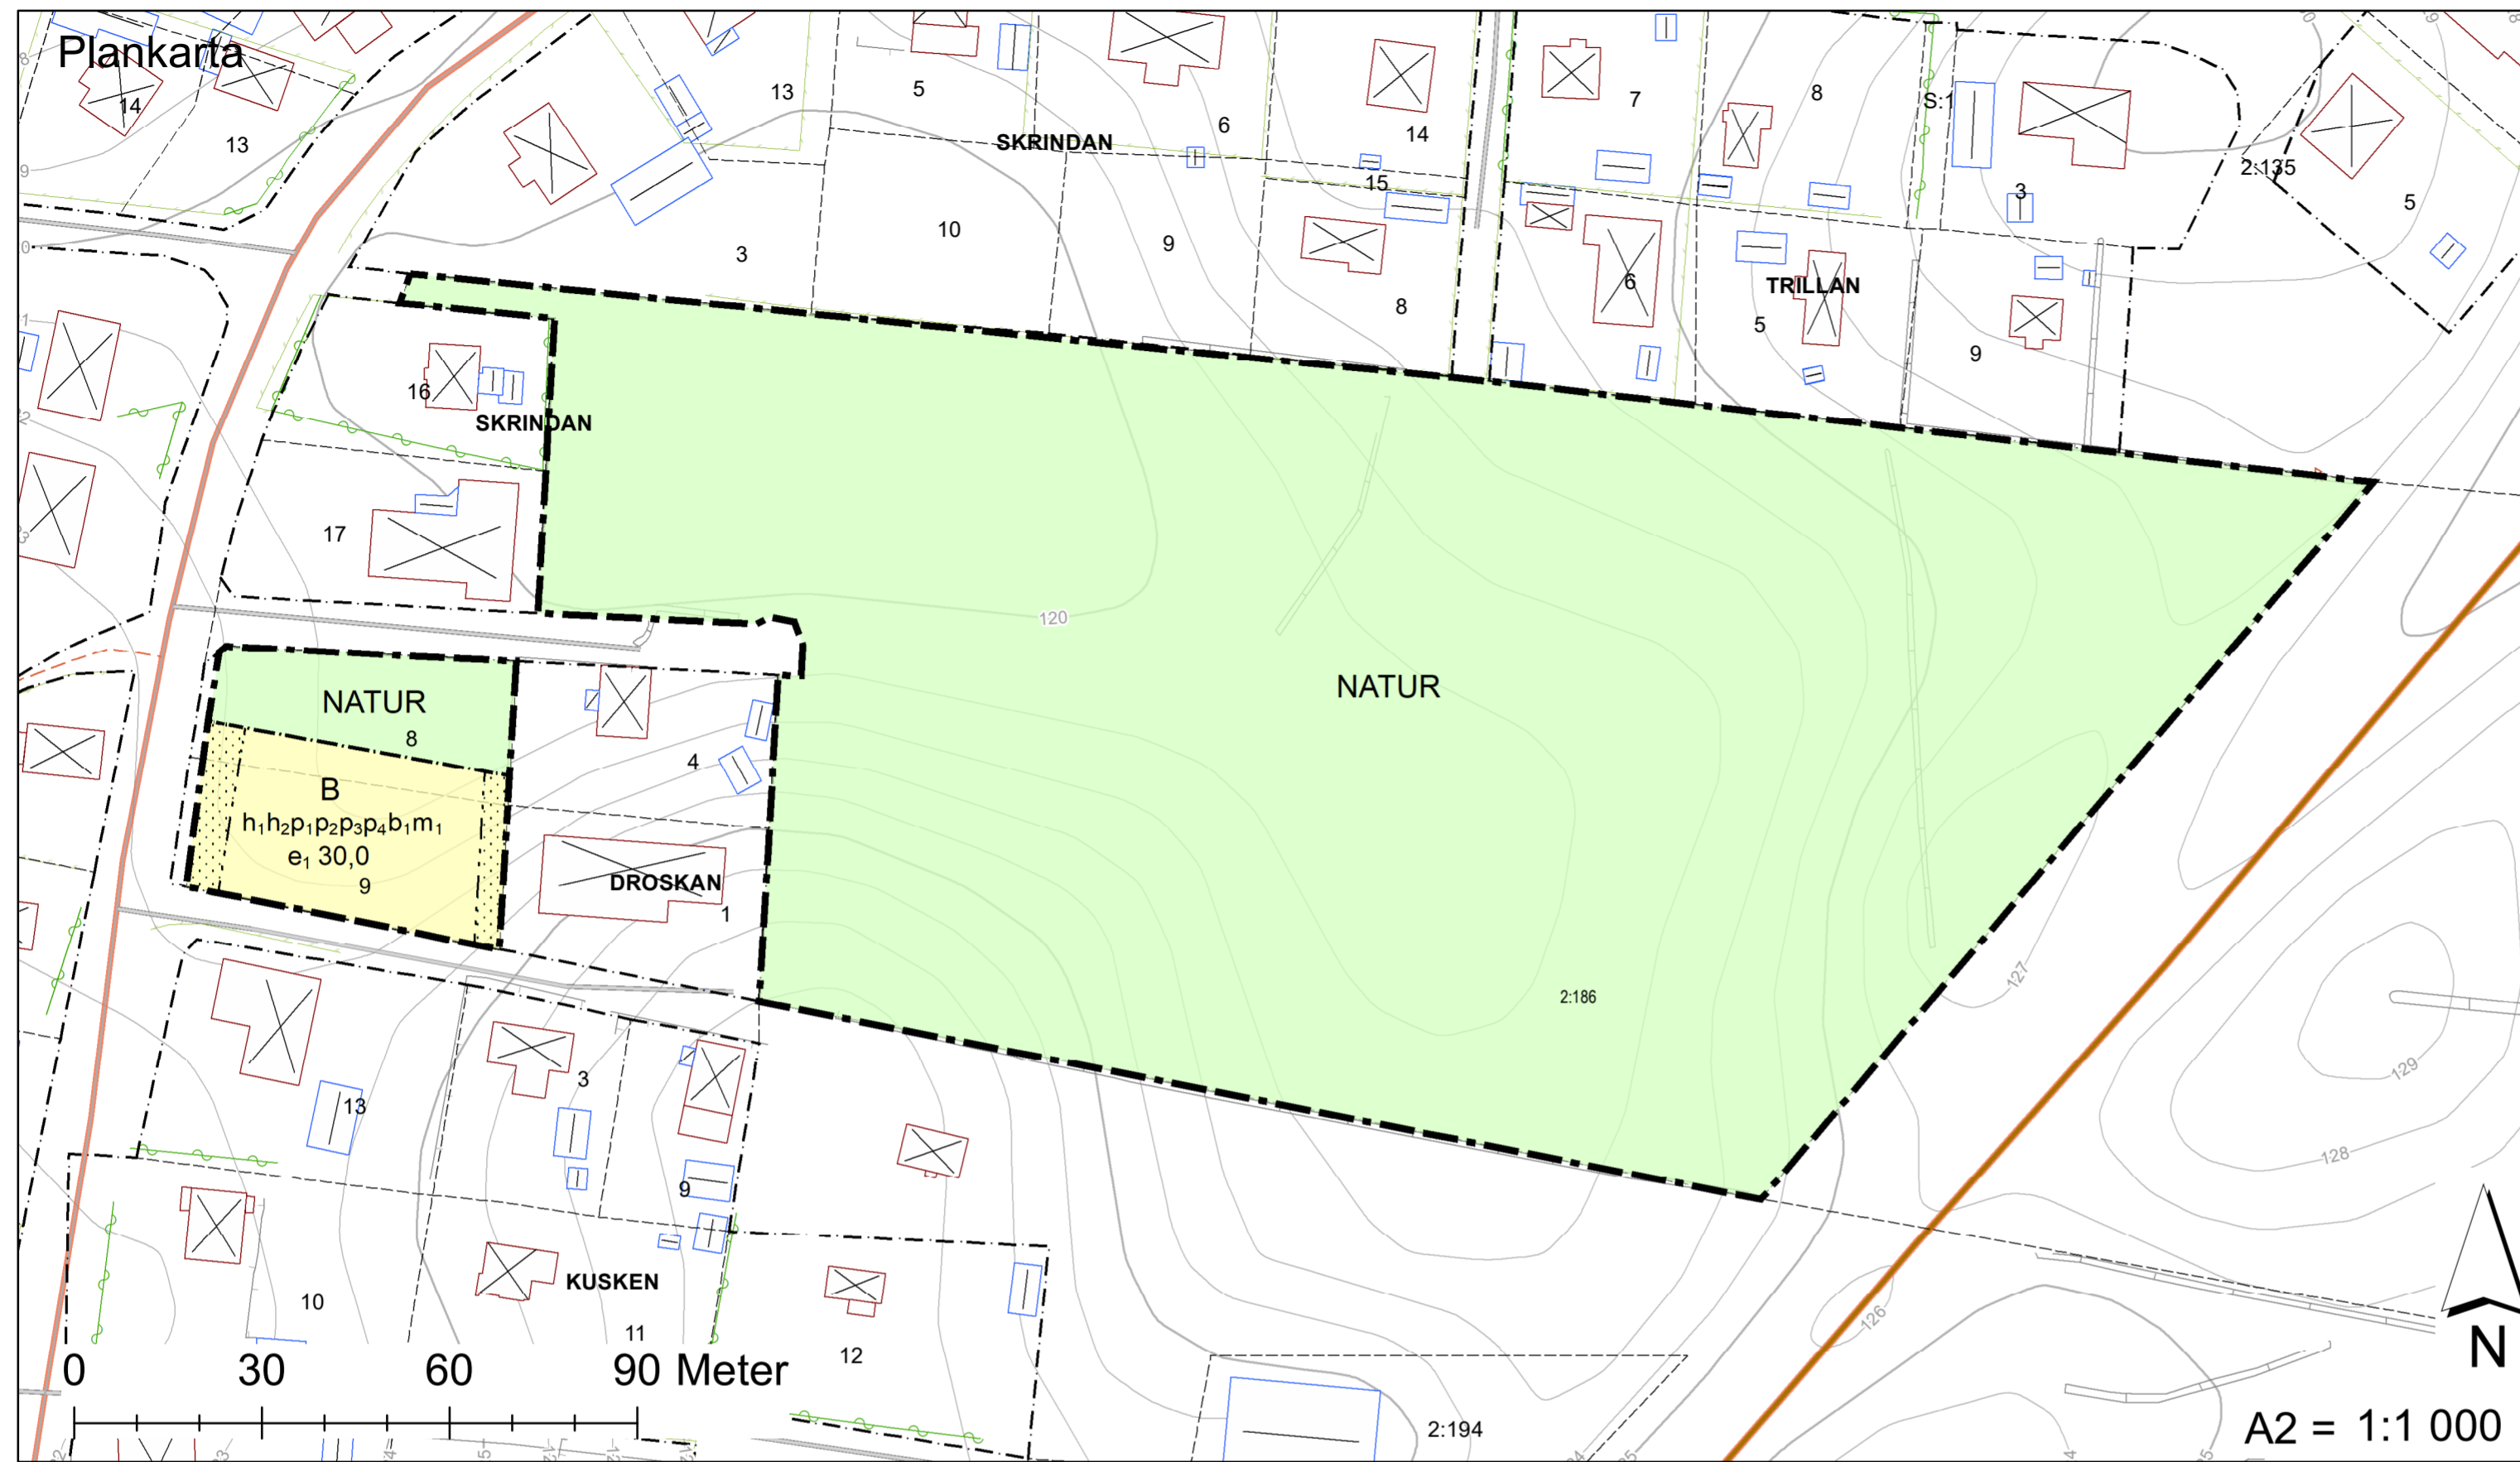 Plankarta
14
13
13
5
6
14
7
8
S:1
3
2:135
5
SKRINDAN
15
3
10
9
8
6
5
TRILLAN
9
16
SKRINDAN
17
120
NATUR
8
NATUR
4
B
h₁h₂p₁p₂p₃p₄b₁m₁
e₁ 30,0
9
DROSKAN
1
2:186
127
129
128
126
13
3
9
10
KUSKEN
11
12
2:194
0 30 60 90 Meter
N
A2 = 1:1 000